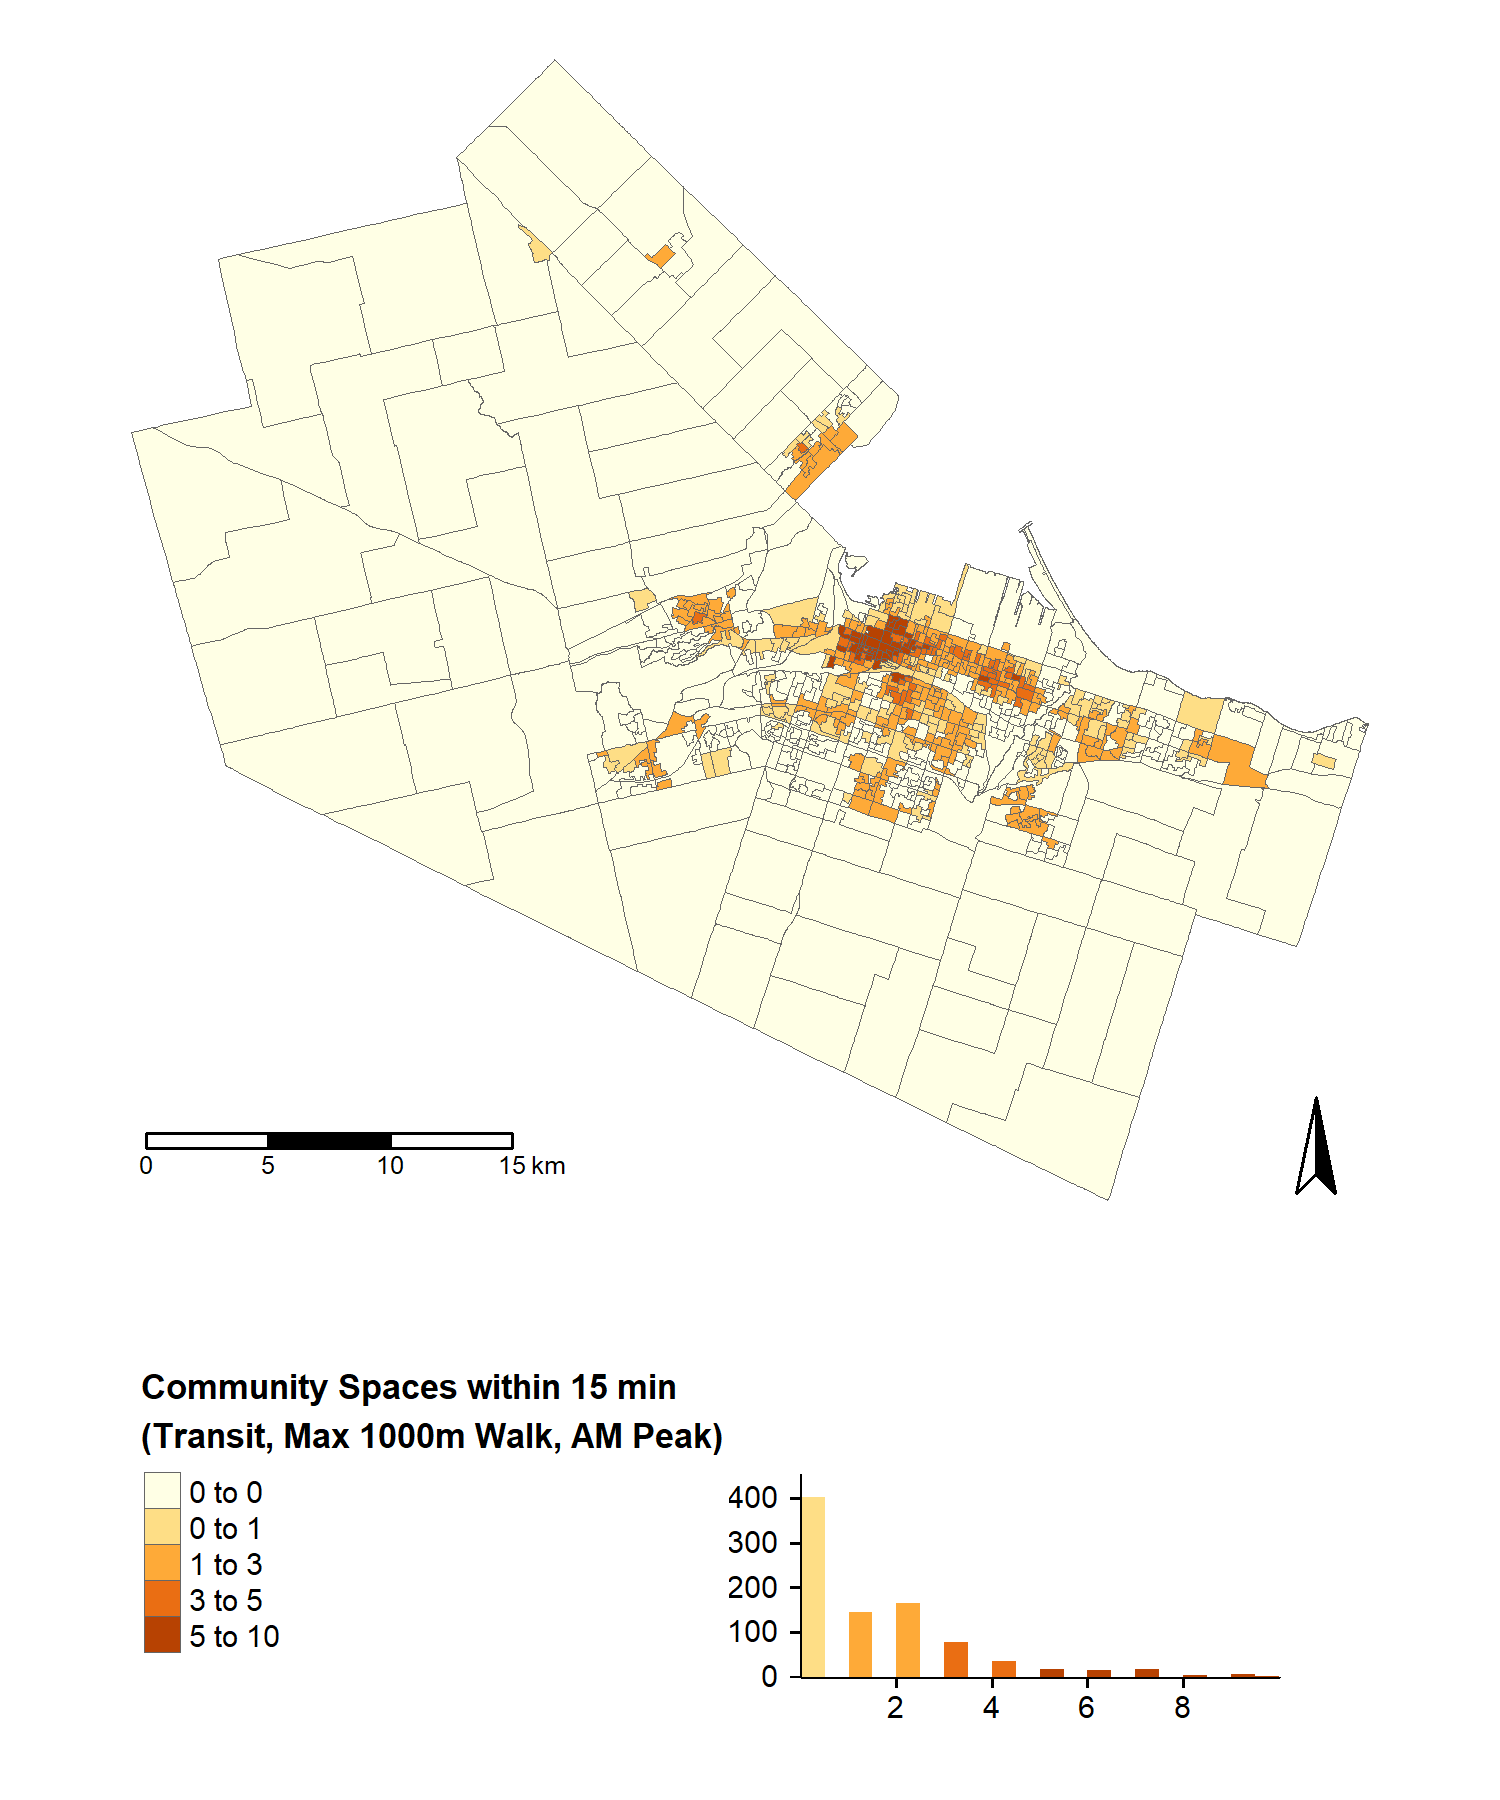 0 5 10 15 km
Community Spaces within 15 min
(Transit, Max 1000m Walk, AM Peak)
0 to 0
0 to 1
1 to 3
3 to 5
5 to 10
400
300
200
100
0
2 4 6 8